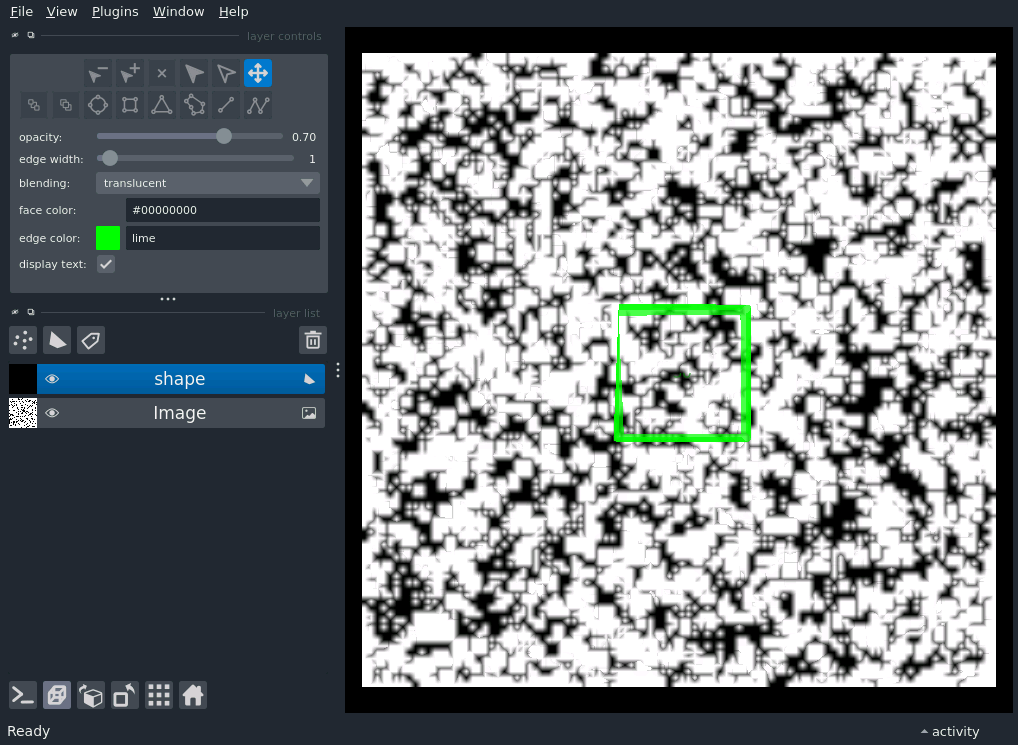 File View Plugins Window Help
layer controls
opacity: 0.70
edge width: 1
blending: translucent
face color: #00000000
edge color: lime
display text:
layer list
shape
Image
Ready
activity